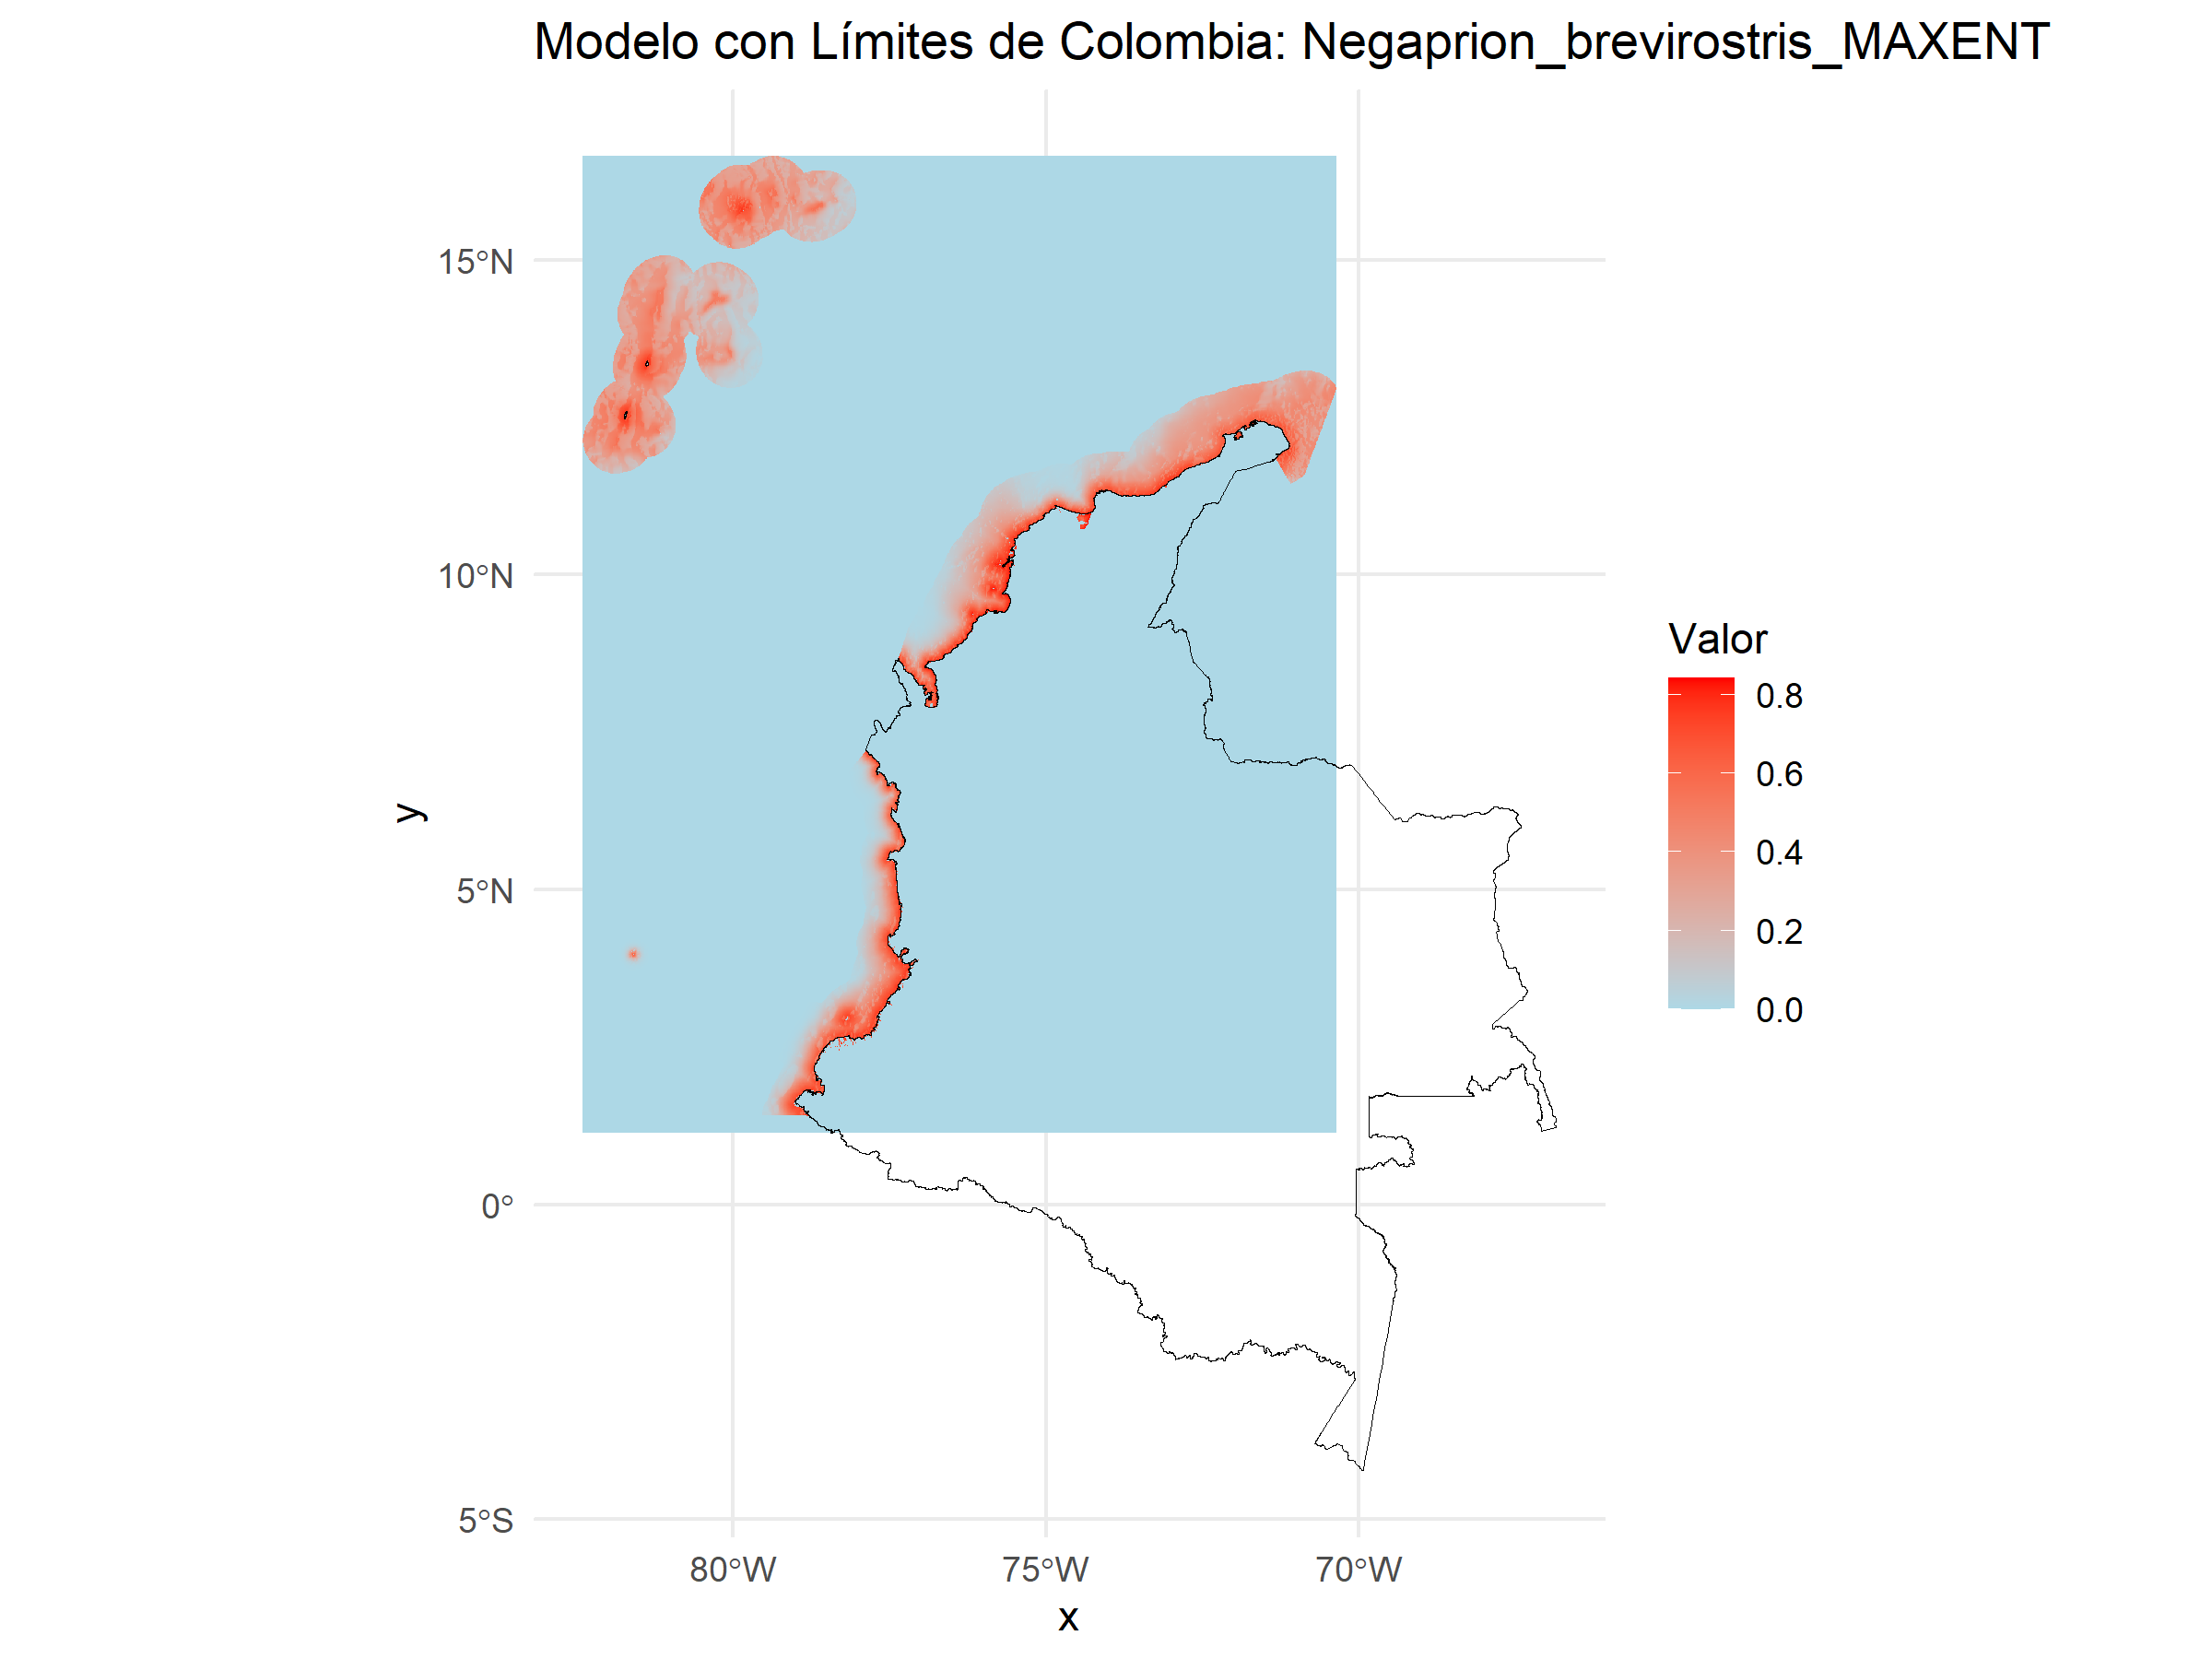 Modelo con Límites de Colombia: Negaprion_brevirostris_MAXENT
15°N
10°N
5°N
0°
5°S
y
80°W
75°W
70°W
x
Valor
0.8
0.6
0.4
0.2
0.0